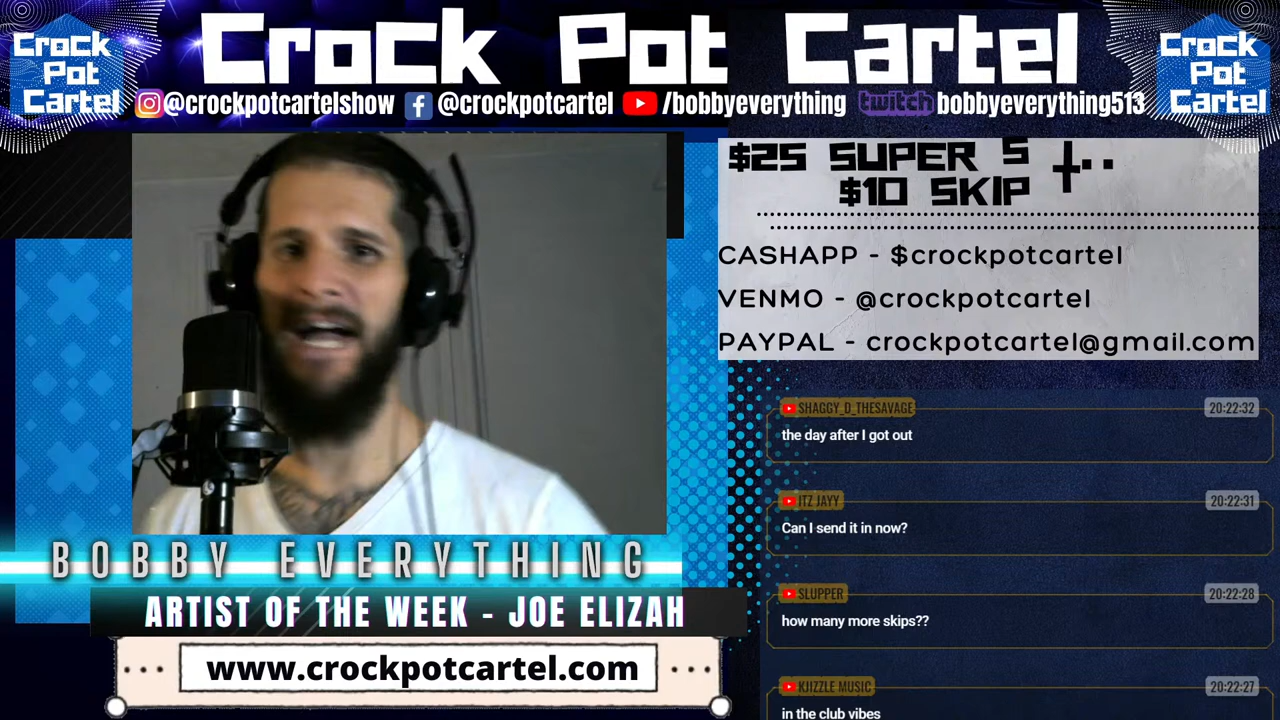 Crock Pot Cartel
Crock
Pot
Cartel
Crock
Pot
Cartel
@crockpotcartelshow @crockpotcartel /bobbyeverything twitch bobbyeverything513
$25 SUPER S
$10 SKIP
CASHAPP - $crockpotcartel
VENMO - @crockpotcartel
PAYPAL - crockpotcartel@gmail.com
SHAGGY_D_THESAVAGE 20:22:32
the day after I got out
ITZ JAYY 20:22:31
Can I send it in now?
SLUPPER 20:22:28
how many more skips??
KJIZZLE MUSIC 20:22:27
in the club vibes
BOBBY EVERYTHING
ARTIST OF THE WEEK - JOE ELIZAH
www.crockpotcartel.com